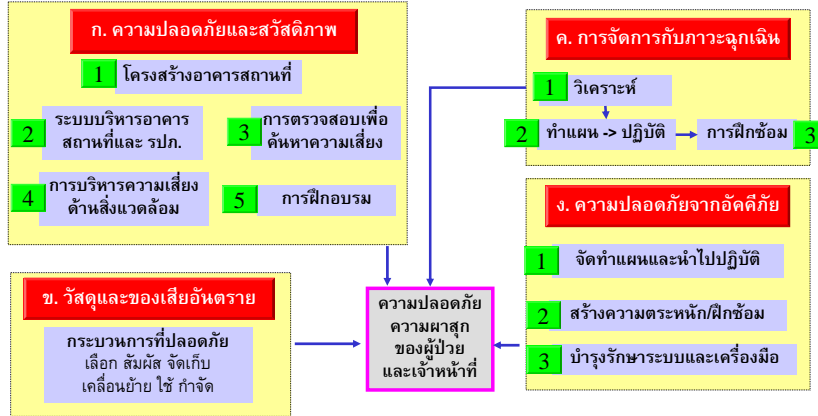 ก. ความปลอดภัยและสวัสดิภาพ
1 โครงสร้างอาคารสถานที่
2 ระบบบริหารอาคาร
สถานที่และ รปภ.
3 การตรวจสอบเพื่อ
ค้นหาความเสี่ยง
4 การบริหารความเสี่ยง
ด้านสิ่งแวดล้อม
5 การฝึกอบรม
ข. วัสดุและของเสียอันตราย
กระบวนการที่ปลอดภัย
เลือก สัมผัส จัดเก็บ
เคลื่อนย้าย ใช้ กำจัด
ค. การจัดการกับภาวะฉุกเฉิน
1 วิเคราะห์
2 ทำแผน -> ปฏิบัติ
การฝึกซ้อม 3
ง. ความปลอดภัยจากอัคคีภัย
1 จัดทำแผนและนำไปปฏิบัติ
2 สร้างความตระหนัก/ฝึกซ้อม
3 บำรุงรักษาระบบและเครื่องมือ
ความปลอดภัย
ความผาสุก
ของผู้ป่วย
และเจ้าหน้าที่